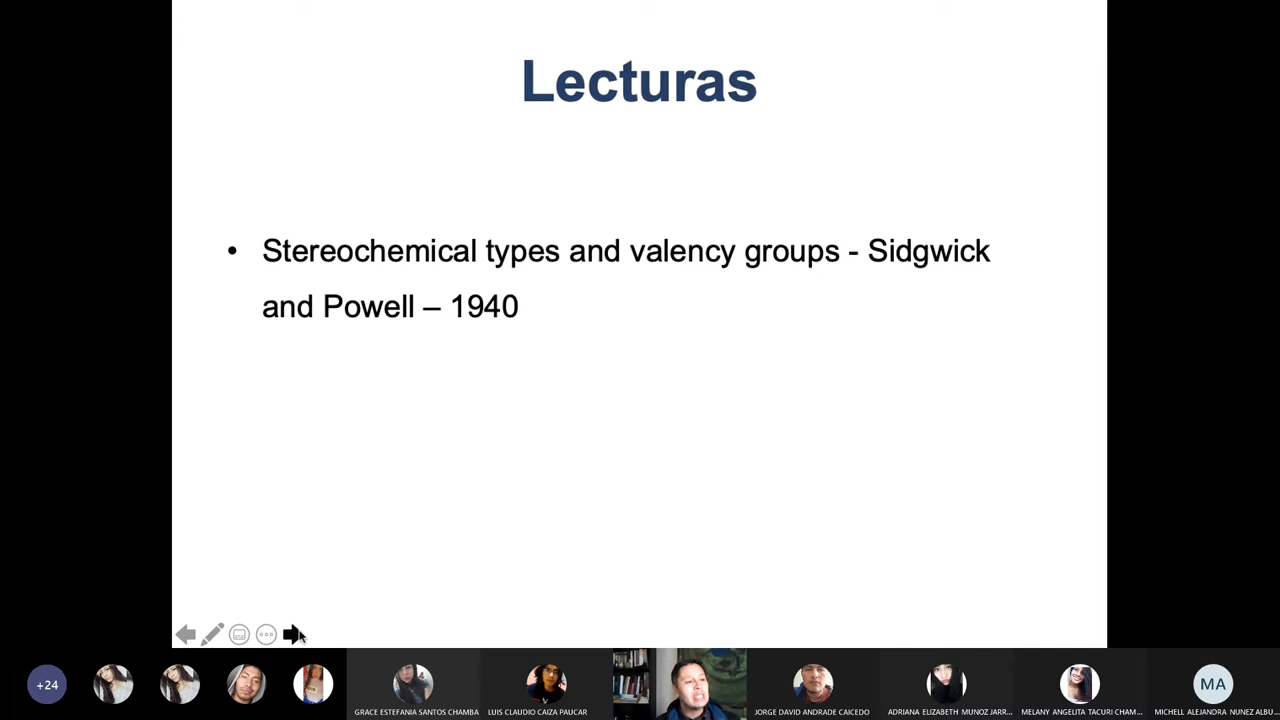 Lecturas
• Stereochemical types and valency groups - Sidgwick
and Powell – 1940
+24
GRACE ESTEFANIA SANTOS CHAMBA
LUIS CLAUDIO CAIZA PAUCAR
JORGE DAVID ANDRADE CAICEDO
ADRIANA ELIZABETH MUNOZ JARR...
MELANY ANGELITA TACURI CHAM...
MA
MICHELL ALEJANDRA NUNEZ ALBU